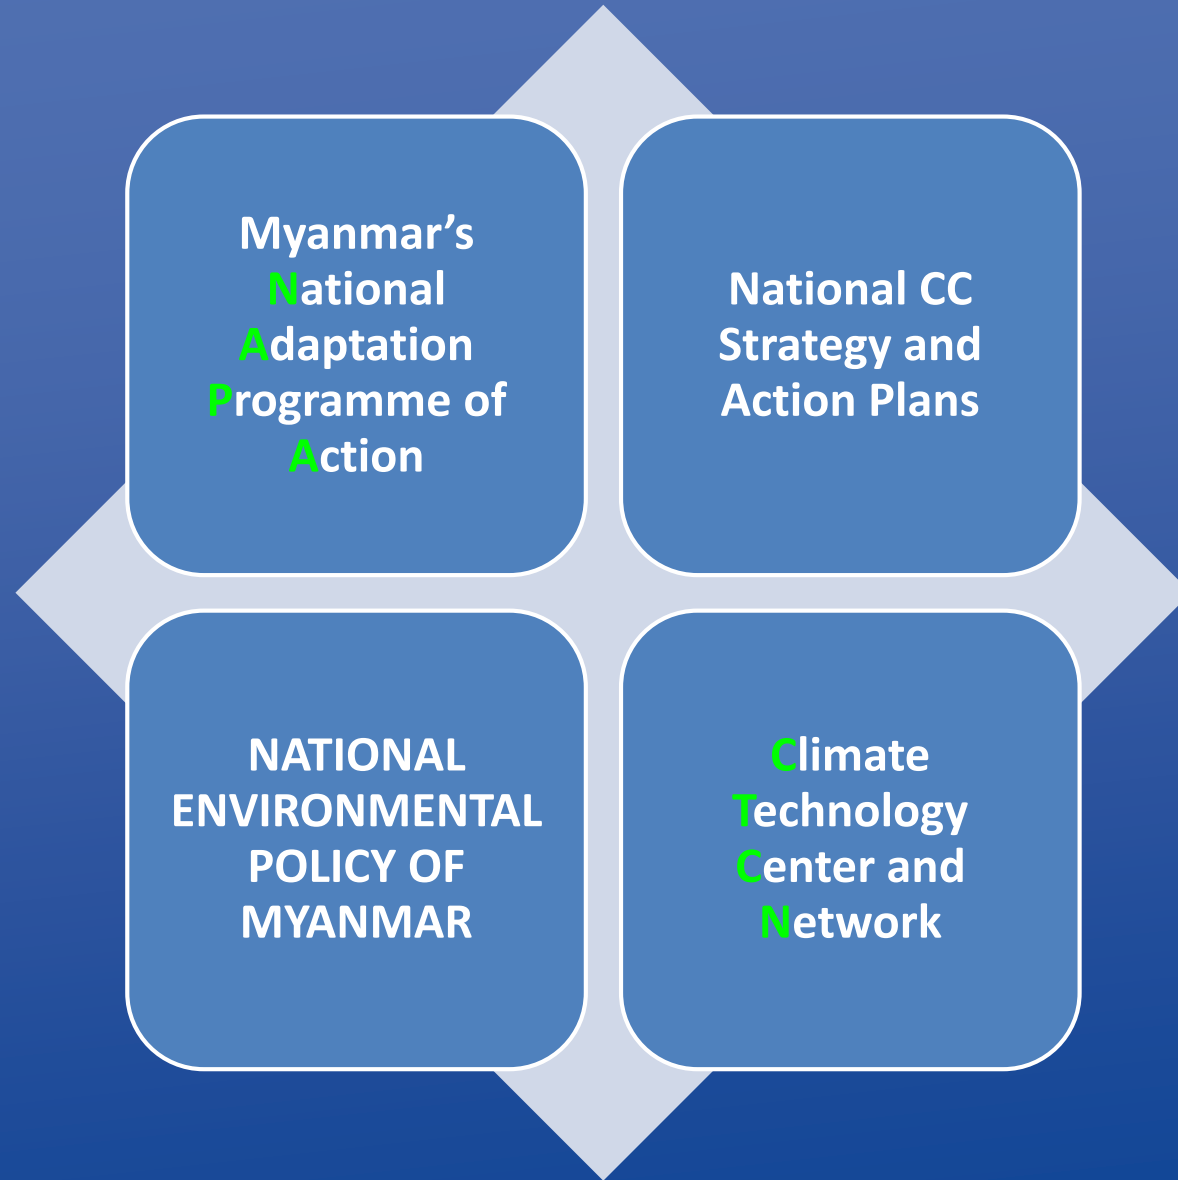 Myanmar’s
National
Adaptation
Programme of
Action
National CC
Strategy and
Action Plans
NATIONAL
ENVIRONMENTAL
POLICY OF
MYANMAR
Climate
Technology
Center and
Network